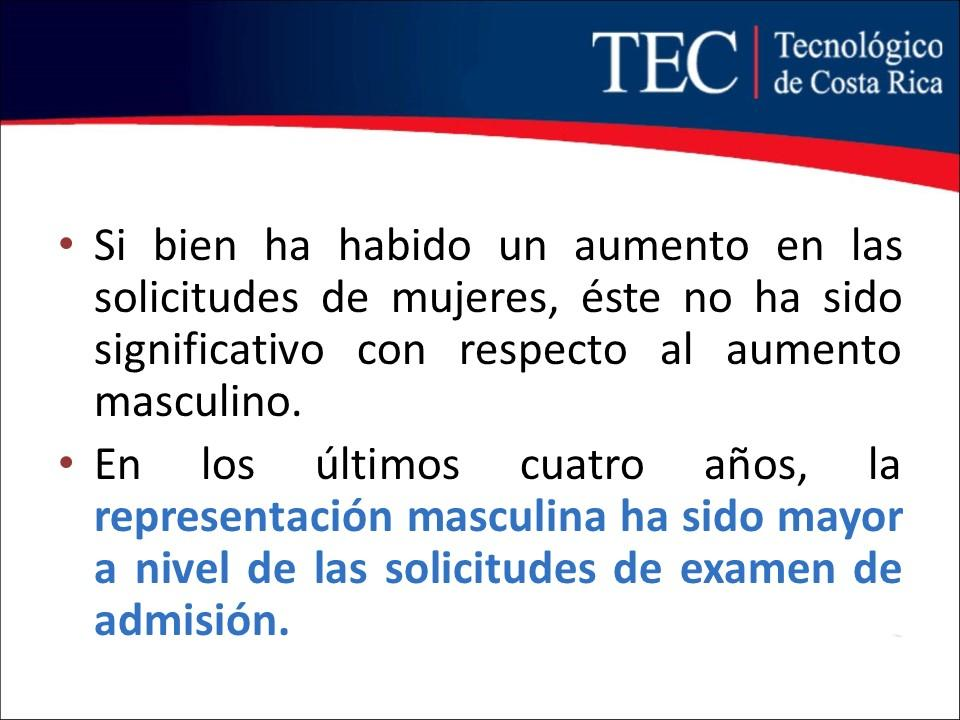 TEC
Tecnológico
de Costa Rica
• Si bien ha habido un aumento en las
solicitudes de mujeres, éste no ha sido
significativo con respecto al aumento
masculino.
• En los últimos cuatro años, la
representación masculina ha sido mayor
a nivel de las solicitudes de examen de
admisión.